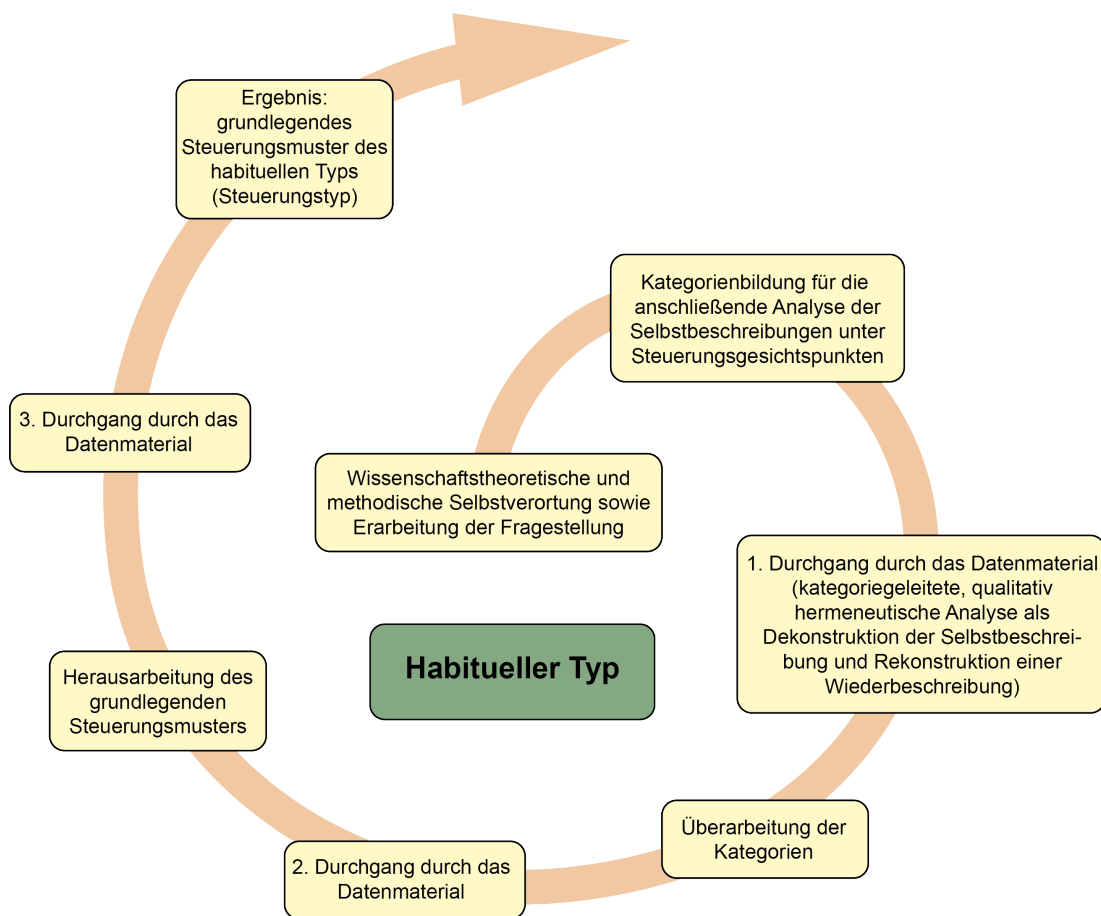 Ergebnis:
grundlegendes
Steuerungsmuster des
habituellen Typs
(Steuerungstyp)
Kategorienbildung für die
anschließende Analyse der
Selbstbeschreibungen unter
Steuerungsgesichtspunkten
3. Durchgang durch das
Datenmaterial
Wissenschaftstheoretische und
methodische Selbstverortung sowie
Erarbeitung der Fragestellung
1. Durchgang durch das Datenmaterial
(kategoriegeleitete, qualitativ
hermeneutische Analyse als
Dekonstruktion der Selbstbeschrei-
bung und Rekonstruktion einer
Wiederbeschreibung)
Habitueller Typ
Herausarbeitung des
grundlegenden
Steuerungsmusters
Überarbeitung der
Kategorien
2. Durchgang durch das
Datenmaterial